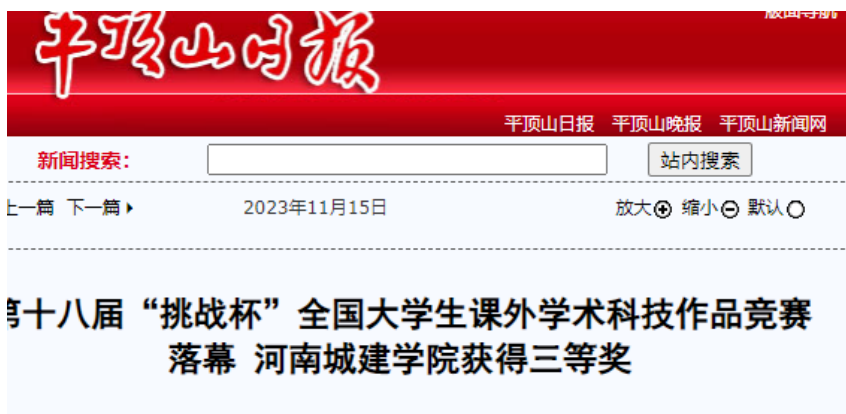 版面导航
平顶山日报
平顶山日报 平顶山晚报 平顶山新闻网
新闻搜索： 站内搜索
上一篇 下一篇 2023年11月15日 放大 缩小 默认
第十八届“挑战杯”全国大学生课外学术科技作品竞赛
落幕 河南城建学院获得三等奖